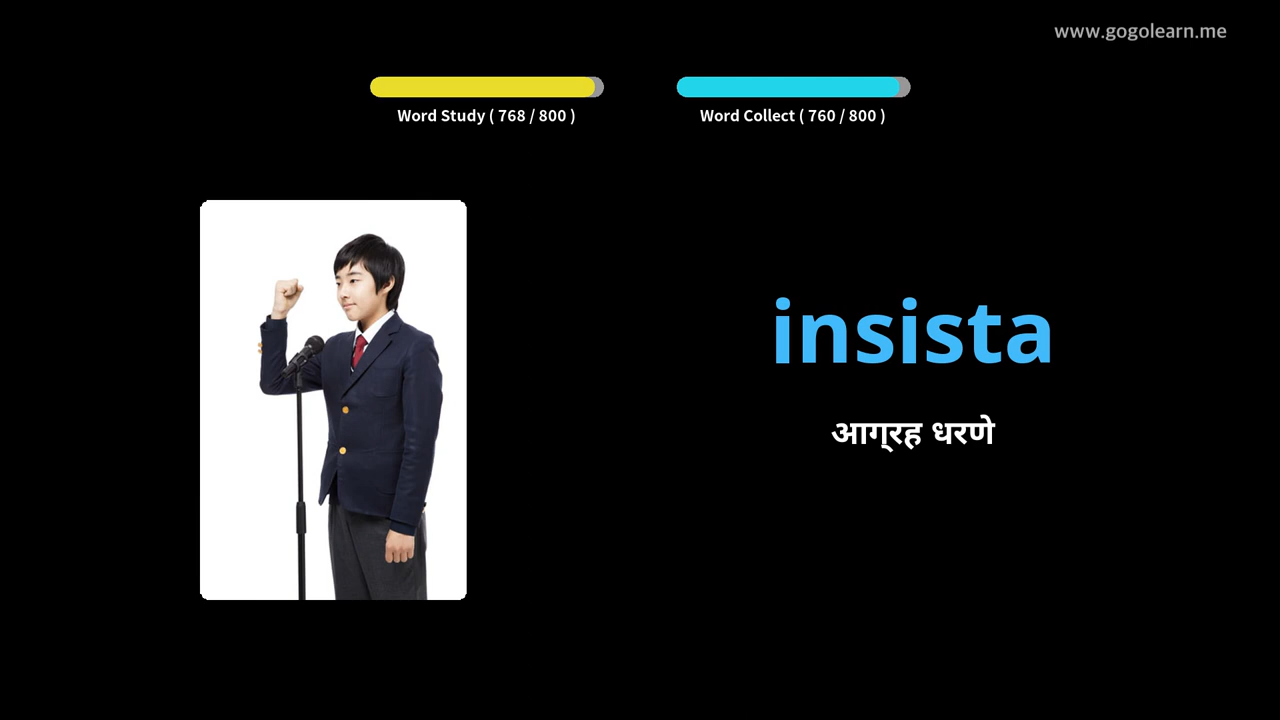 www.gogolearn.me
Word Study ( 768 / 800 )
Word Collect ( 760 / 800 )
insista
आग्रह धरणे